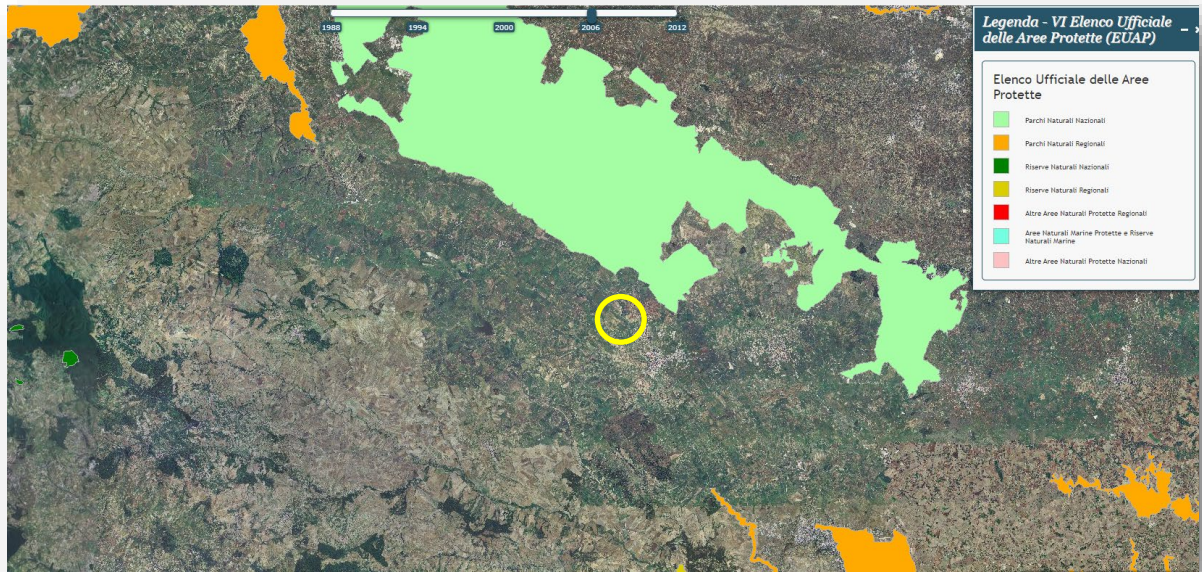 1988 1994 2000 2006 2012
Legenda - VI Elenco Ufficiale
delle Aree Protette (EUAP)
Elenco Ufficiale delle Aree
Protette
Parchi Naturali Nazionali
Parchi Naturali Regionali
Riserve Naturali Nazionali
Riserve Naturali Regionali
Altre Aree Naturali Protette Regionali
Aree Naturali Marine Protette e Riserve
Naturali Marine
Altre Aree Naturali Protette Nazionali